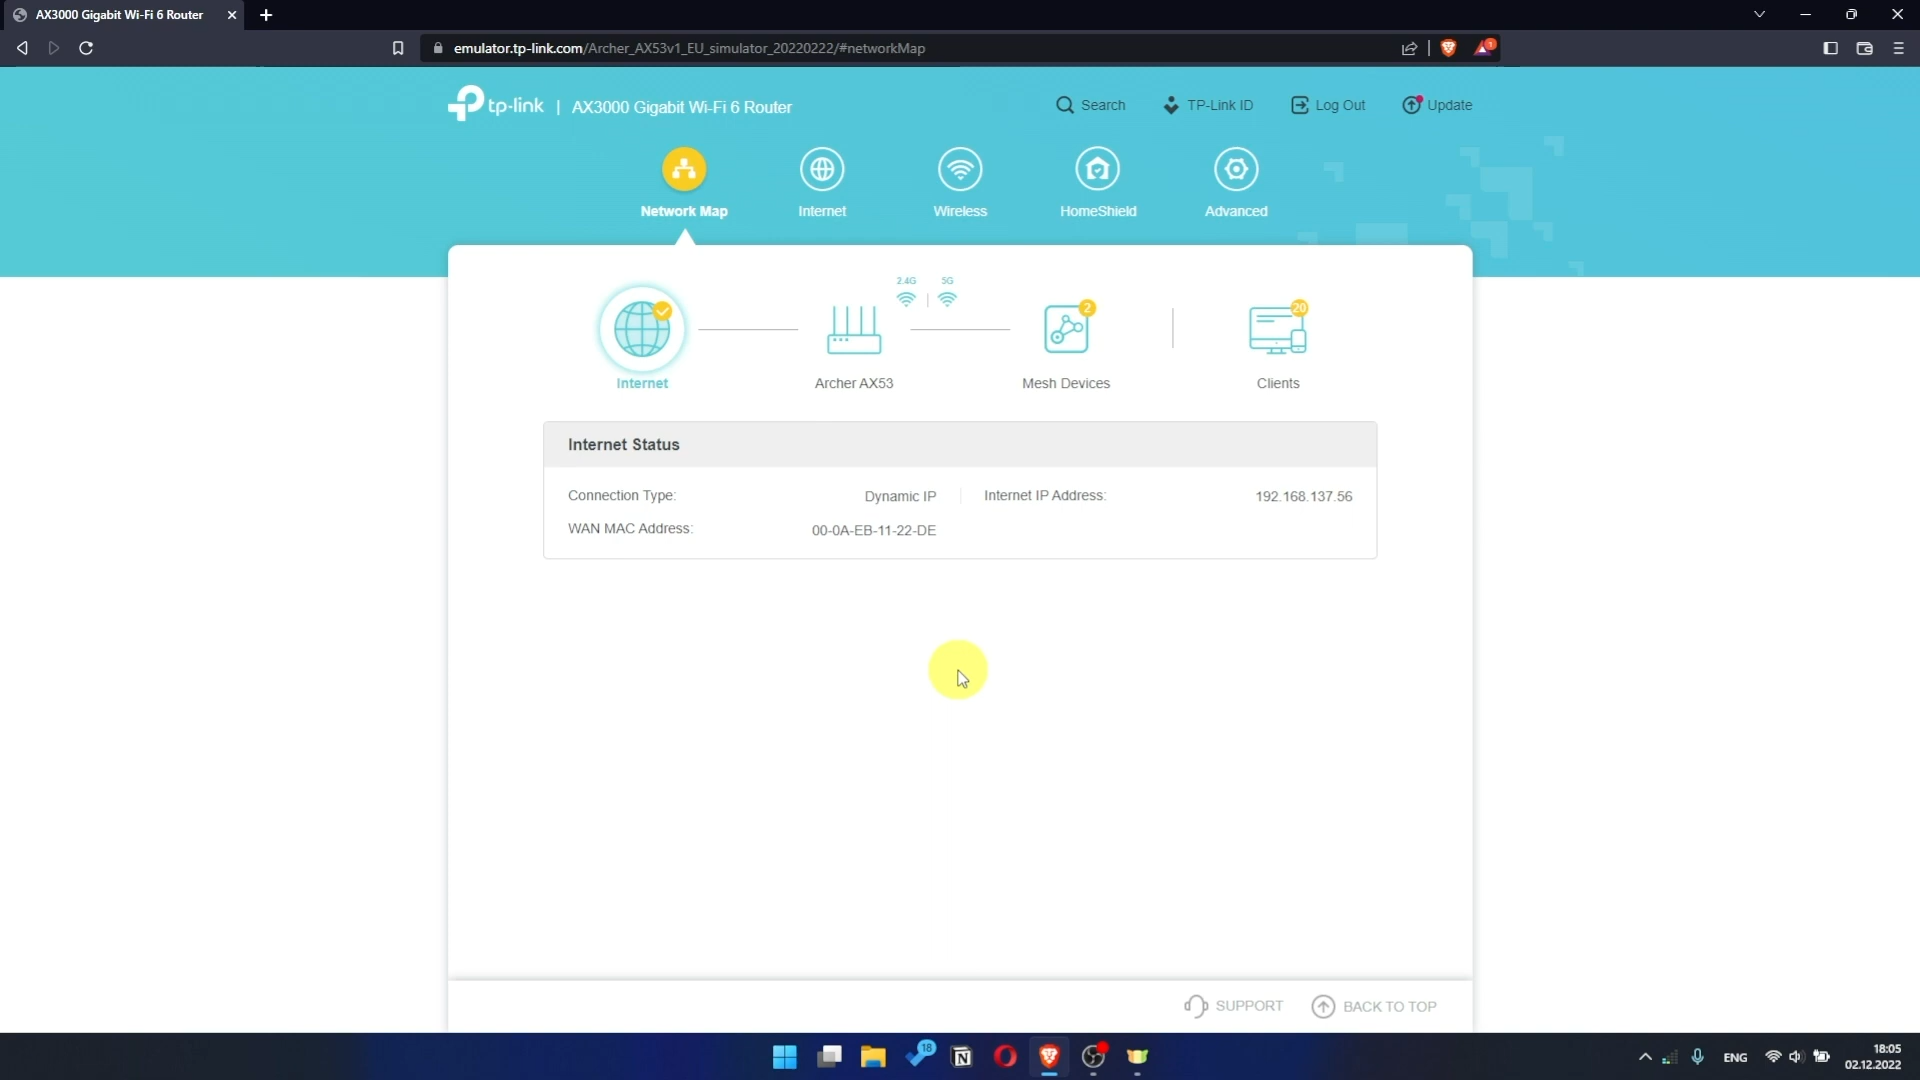 AX3000 Gigabit Wi-Fi 6 Router
emulator.tp-link.com/Archer_AX53v1_EU_simulator_20220222/#networkMap
1
tp-link | AX3000 Gigabit Wi-Fi 6 Router
Search
TP-Link ID
Log Out
Update
Network Map
Internet
Wireless
HomeShield
Advanced
2.4G
5G
2
20
Internet
Archer AX53
Mesh Devices
Clients
Internet Status
Connection Type:
Dynamic IP
Internet IP Address:
192.168.137.56
WAN MAC Address:
00-0A-EB-11-22-DE
SUPPORT
BACK TO TOP
18
ENG
18:05
02.12.2022